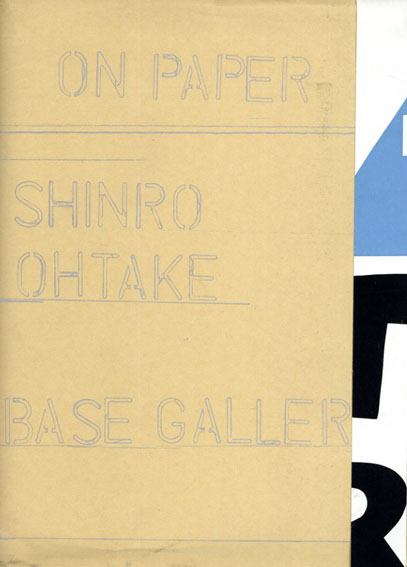 ON PAPER
SHINRO
OHTAKE
BASE GALLER